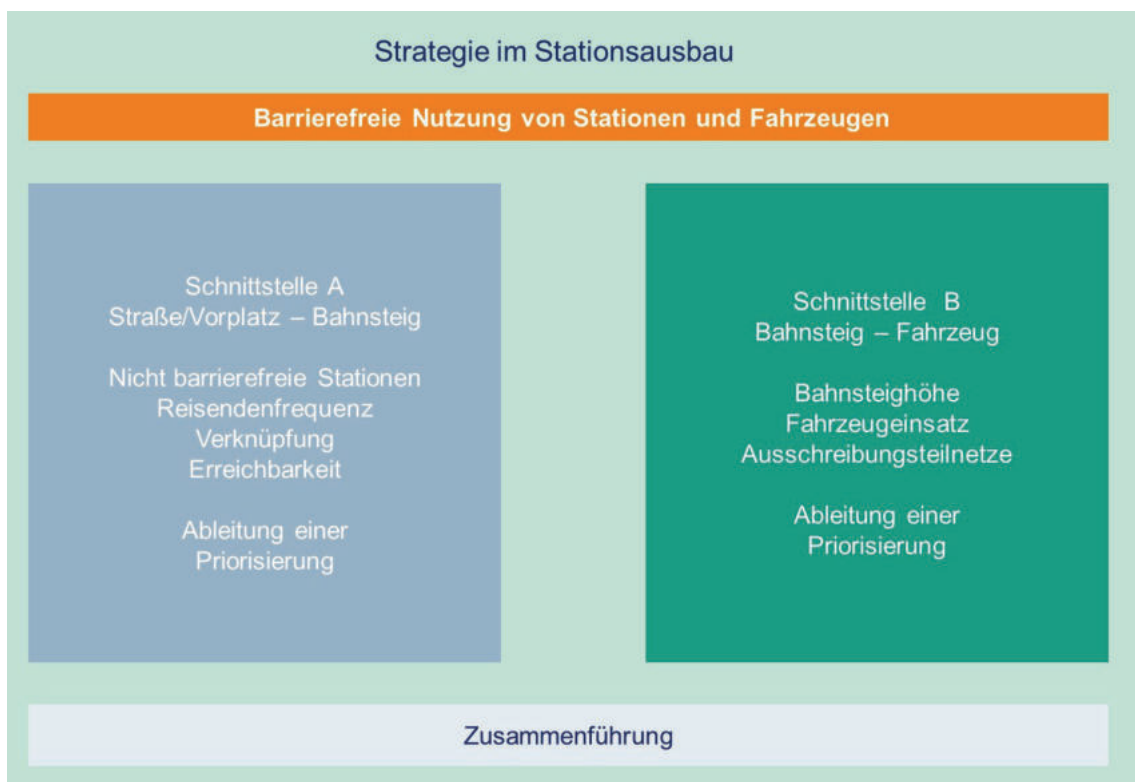 Strategie im Stationsausbau
Barrierefreie Nutzung von Stationen und Fahrzeugen
Schnittstelle A
Straße/Vorplatz – Bahnsteig
Nicht barrierefreie Stationen
Reisendenfrequenz
Verknüpfung
Erreichbarkeit
Ableitung einer
Priorisierung
Schnittstelle B
Bahnsteig – Fahrzeug
Bahnsteighöhe
Fahrzeugeinsatz
Ausschreibungsteilnetze
Ableitung einer
Priorisierung
Zusammenführung